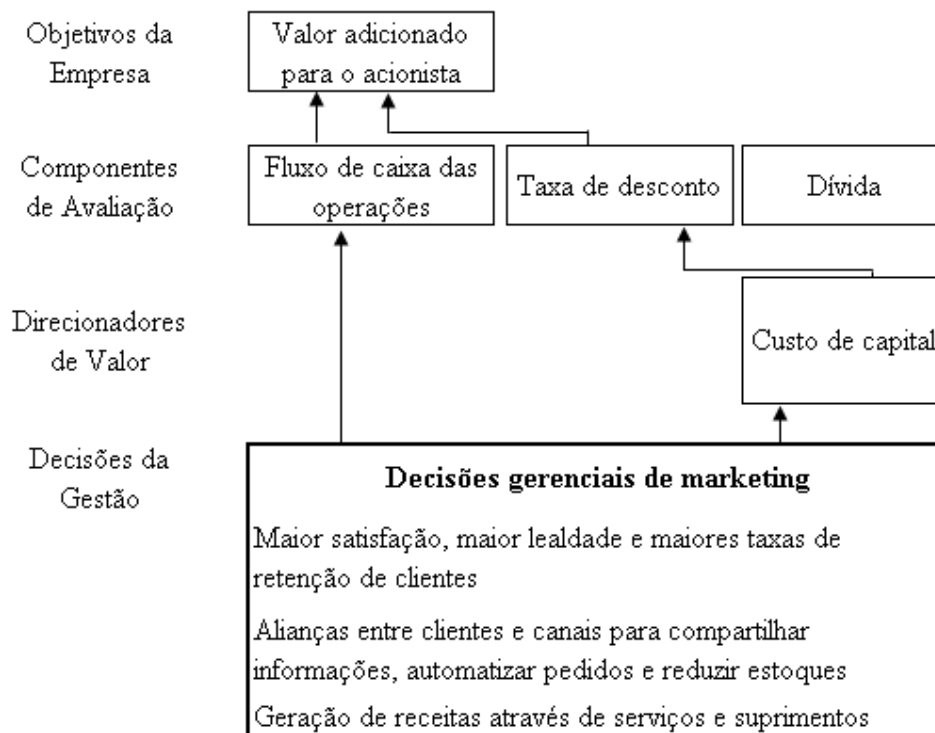 Objetivos da
Empresa
Valor adicionado
para o acionista
Componentes
de Avaliação
Fluxo de caixa das
operações
Taxa de desconto
Dívida
Direcionadores
de Valor
Custo de capital
Decisões da
Gestão
Decisões gerenciais de marketing
Maior satisfação, maior lealdade e maiores taxas de
retenção de clientes
Alianças entre clientes e canais para compartilhar
informações, automatizar pedidos e reduzir estoques
Geração de receitas através de serviços e suprimentos